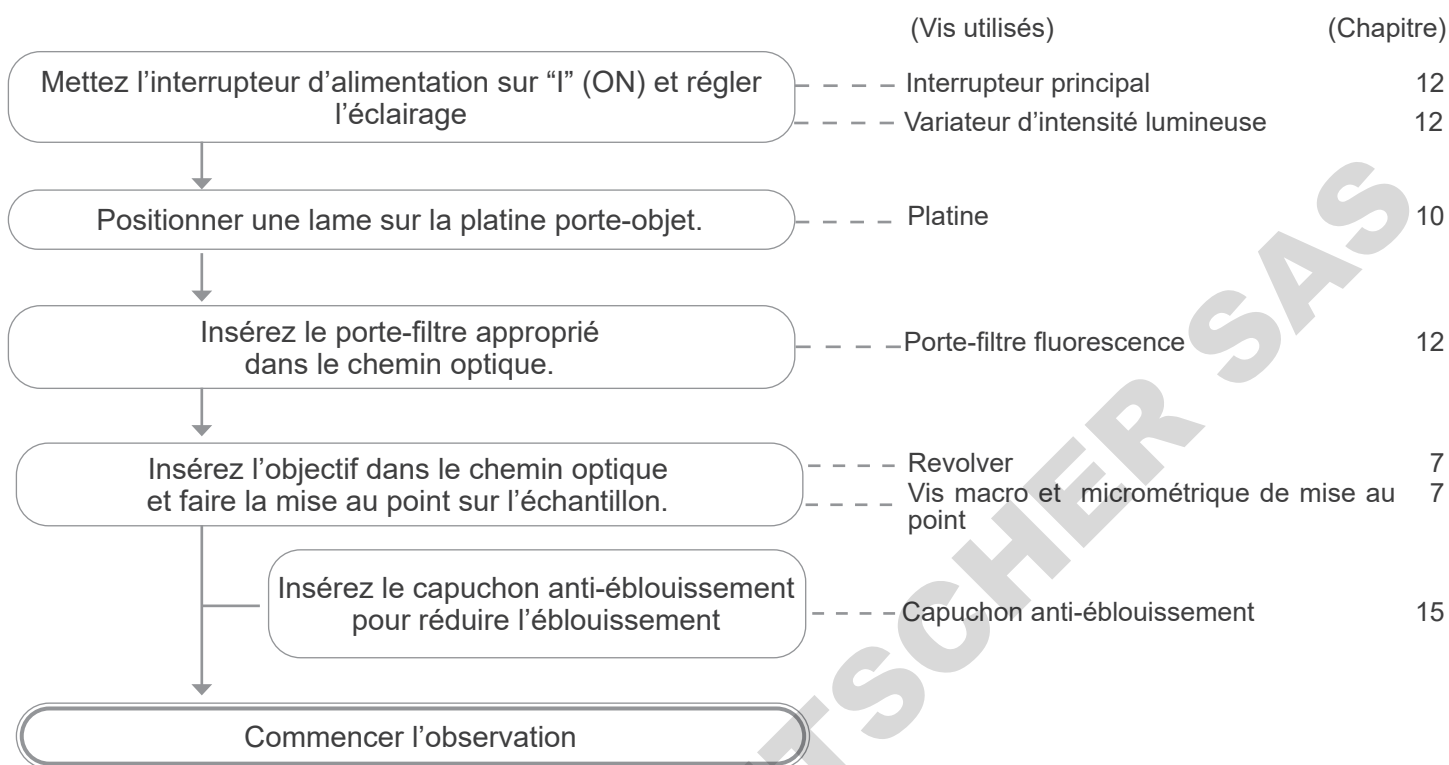 (Vis utilisés) (Chapitre)
Mettez l’interrupteur d’alimentation sur “I” (ON) et régler
l’éclairage
Interrupteur principal 12
Variateur d’intensité lumineuse 12
Positionner une lame sur la platine porte-objet.
Platine 10
Insérez le porte-filtre approprié
dans le chemin optique.
Porte-filtre fluorescence 12
Insérez l’objectif dans le chemin optique
et faire la mise au point sur l’échantillon.
Revolver 7
Vis macro et micrométrique de mise au 7
point
Insérez le capuchon anti-éblouissement
pour réduire l’éblouissement
Capuchon anti-éblouissement 15
Commencer l’observation
TSCHER SAS